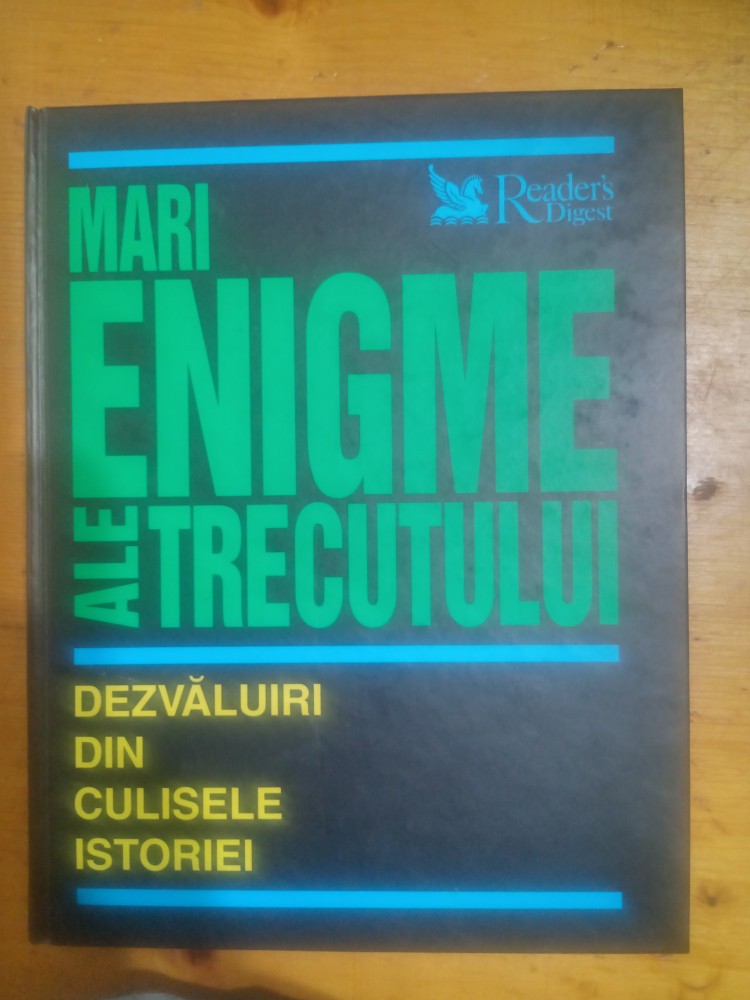 Reader's
Digest
MARI
ENIGME
ALE TRECUTULUI
DEZVĂLUIRI
DIN
CULISELE
ISTORIEI